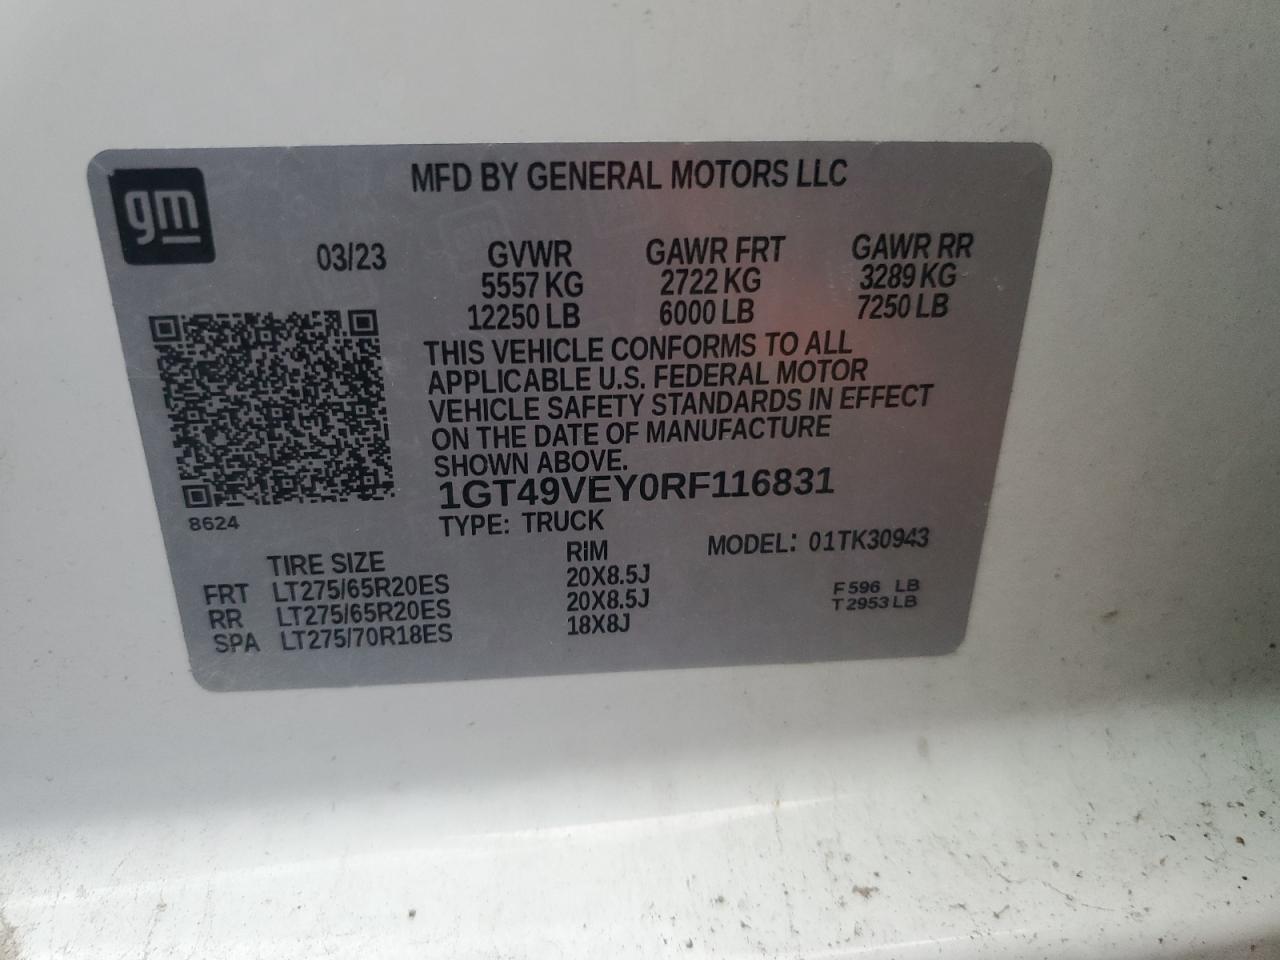 gm
MFD BY GENERAL MOTORS LLC
03/23 GVWR GAWR FRT GAWR RR
5557 KG 2722 KG 3289 KG
12250 LB 6000 LB 7250 LB
THIS VEHICLE CONFORMS TO ALL
APPLICABLE U.S. FEDERAL MOTOR
VEHICLE SAFETY STANDARDS IN EFFECT
ON THE DATE OF MANUFACTURE
SHOWN ABOVE.
1GT49VEY0RF116831
8624
TYPE: TRUCK
MODEL: 01TK30943
TIRE SIZE RIM
FRT LT275/65R20ES 20X8.5J
RR LT275/65R20ES 20X8.5J
SPA LT275/70R18ES 18X8J
F 596 LB
T 2953 LB